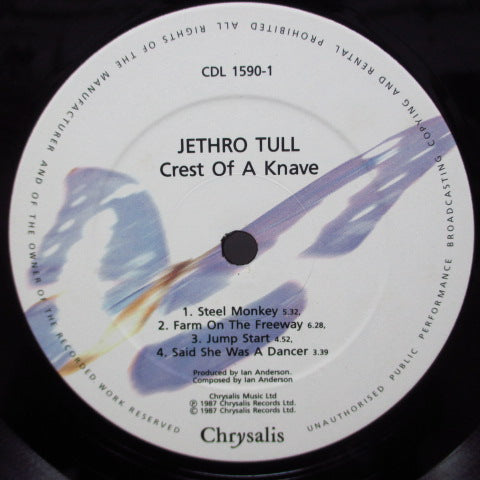 ALL RIGHTS OF THE MANUFACTURER AND OF THE OWNER OF THE RECORDED WORK RESERVED
UNAUTHORISED PUBLIC PERFORMANCE BROADCASTING COPYING AND RENTAL PROHIBITED
CDL 1590-1
JETHRO TULL
Crest Of A Knave
1. Steel Monkey 5.32,
2. Farm On The Freeway 6.28,
3. Jump Start 4.52,
4. Said She Was A Dancer 3.39
Produced by Ian Anderson.
Composed by Ian Anderson
Chrysalis Music Ltd
℗ 1987 Chrysalis Records Ltd.
© 1987 Chrysalis Records Ltd.
Chrysalis